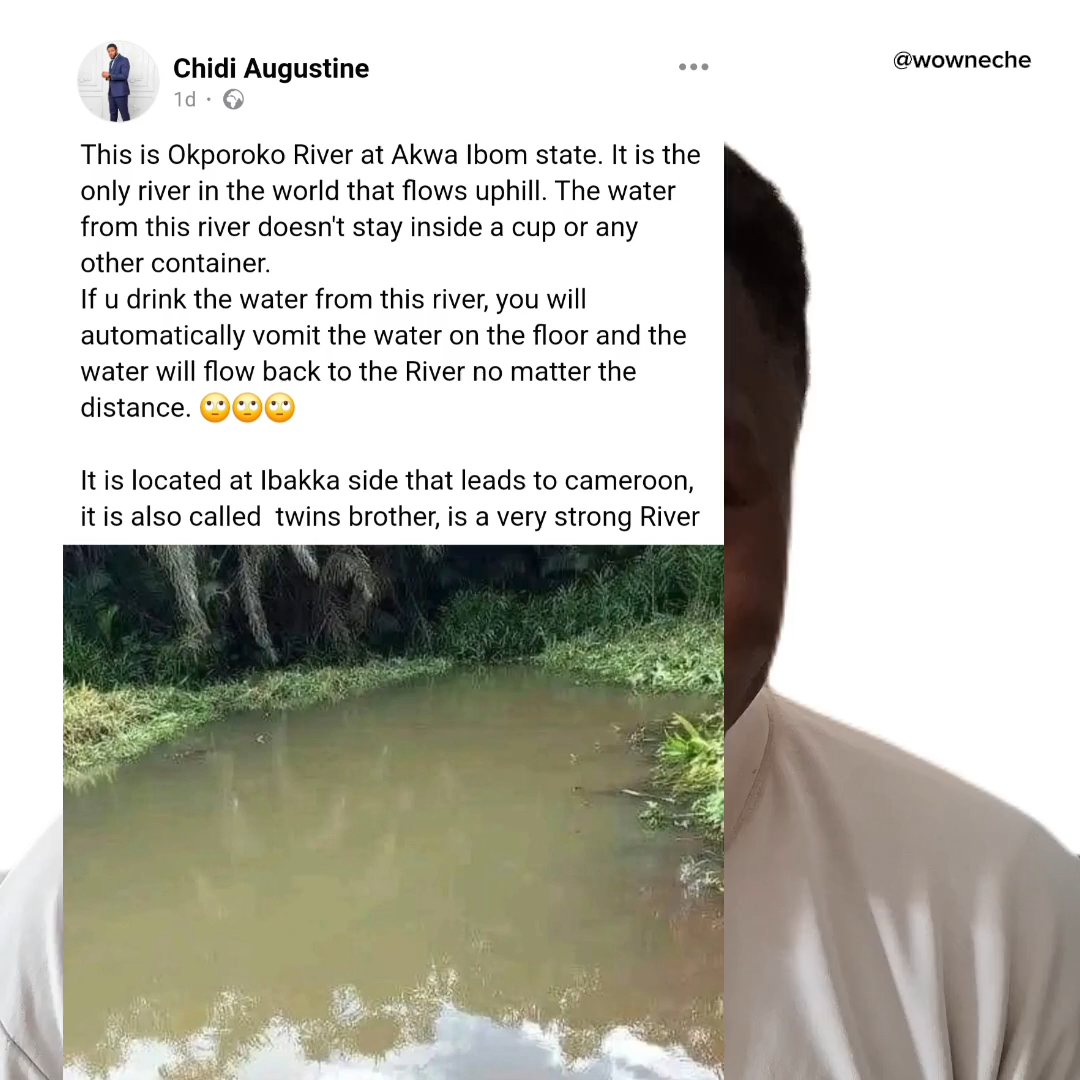 Chidi Augustine
@wowneche
1d ·
This is Okporoko River at Akwa Ibom state. It is the
only river in the world that flows uphill. The water
from this river doesn't stay inside a cup or any
other container.
If u drink the water from this river, you will
automatically vomit the water on the floor and the
water will flow back to the River no matter the
distance. 🙄🙄🙄
It is located at Ibakka side that leads to cameroon,
it is also called  twins brother, is a very strong River